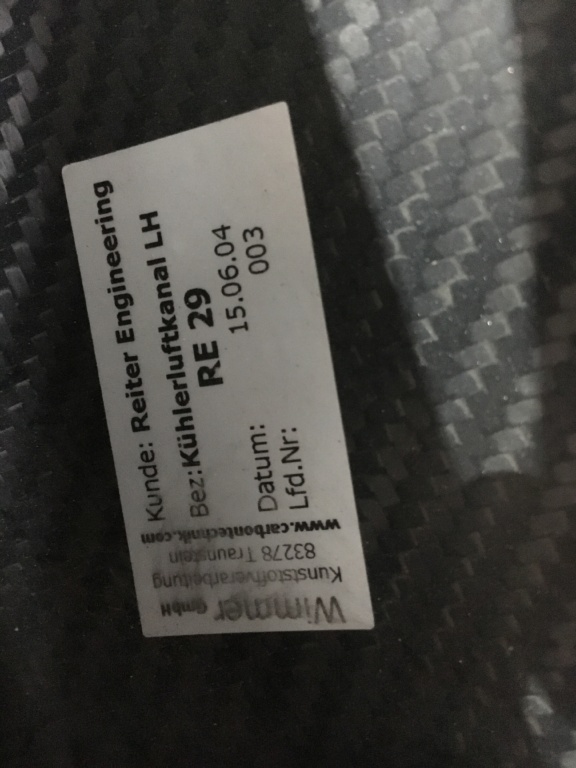 Kunde: Reiter Engineering
Bez:Kühlerluftkanal LH
RE 29
Datum: 15.06.04
Lfd.Nr: 003
Wimmer GmbH
Kunststoffverarbeitung
83278 Traunstein
www.carbontechnik.com